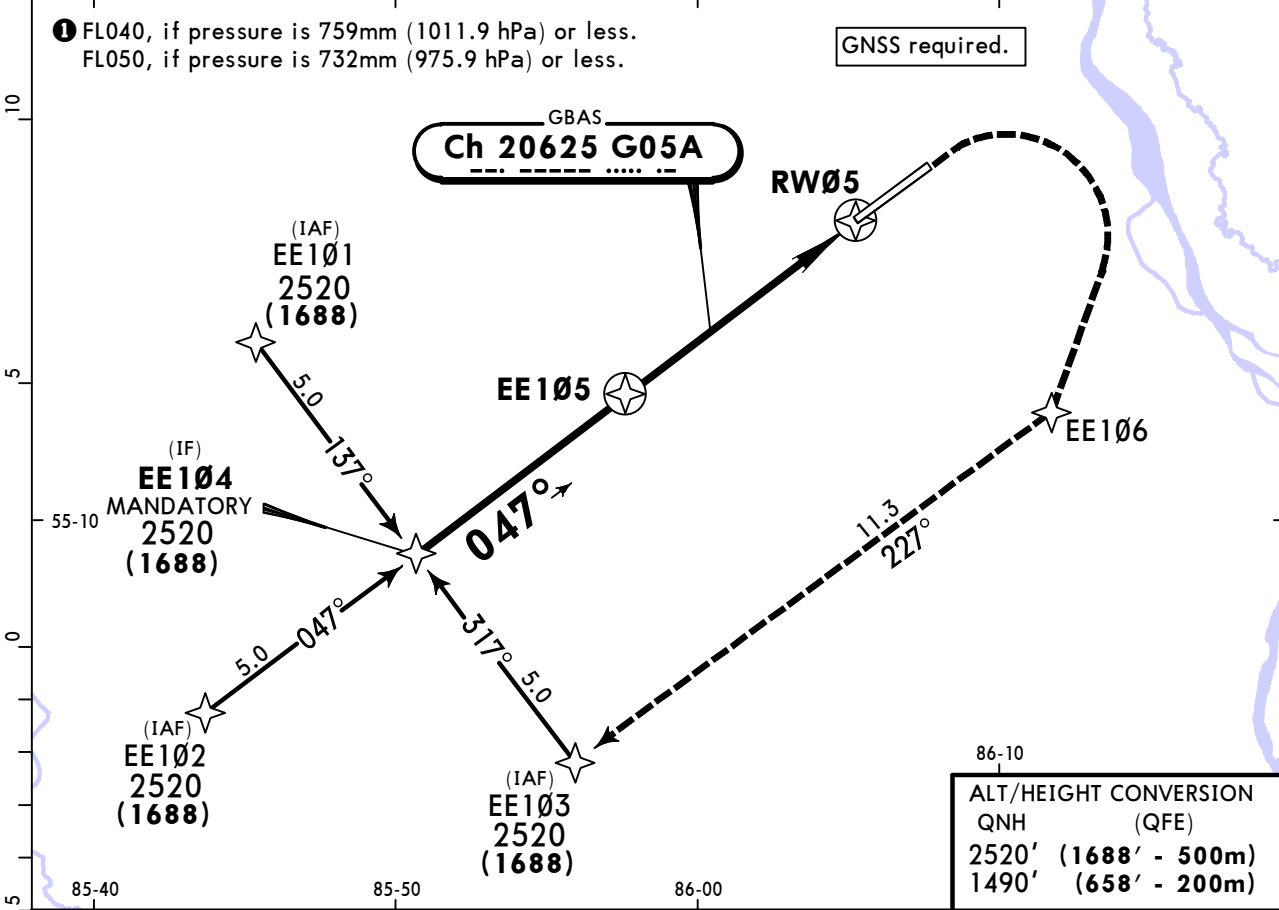 ❶ FL040, if pressure is 759mm (1011.9 hPa) or less.
FL050, if pressure is 732mm (975.9 hPa) or less.
GNSS required.
10
GBAS
Ch 20625 G05A
RWØ5
(IAF)
EE1Ø1
2520
(1688)
5
5.0
137°
EE1Ø5
EE1Ø6
(IF)
EE1Ø4
MANDATORY
2520
(1688)
047°
55-10
11.3
227°
0
5.0
047°
317°
5.0
(IAF)
EE1Ø2
2520
(1688)
(IAF)
EE1Ø3
2520
(1688)
86-10
ALT/HEIGHT CONVERSION
QNH (QFE)
2520' (1688' - 500m)
1490' (658' - 200m)
5
85-40
85-50
86-00